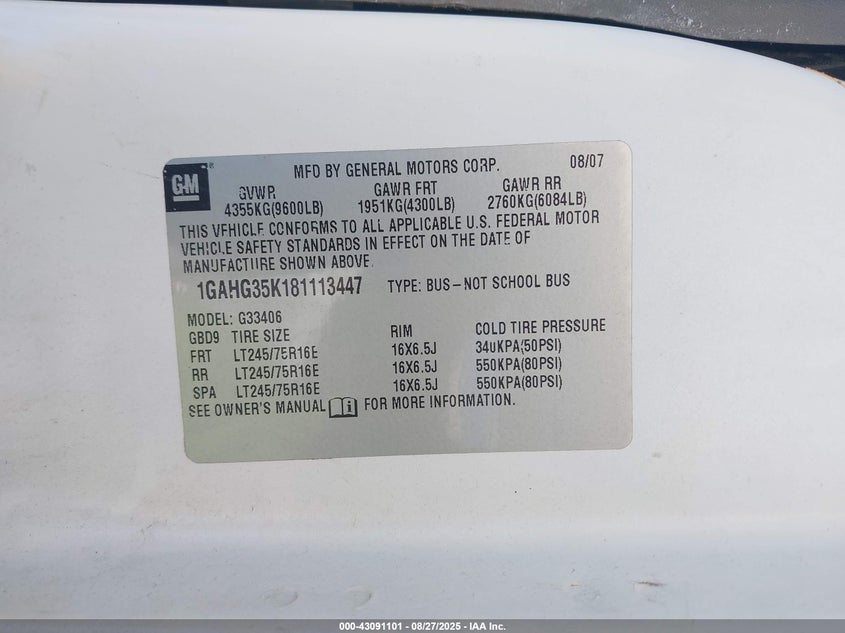 GM
MFD BY GENERAL MOTORS CORP. 08/07
GVWR GAWR FRT GAWR RR
4355KG(9600LB) 1951KG(4300LB) 2760KG(6084LB)
THIS VEHICLE CONFORMS TO ALL APPLICABLE U.S. FEDERAL MOTOR
VEHICLE SAFETY STANDARDS IN EFFECT ON THE DATE OF
MANUFACTURE SHOWN ABOVE.
1GAHG35K181113447 TYPE: BUS–NOT SCHOOL BUS
MODEL: G33406
GBD9 TIRE SIZE RIM COLD TIRE PRESSURE
FRT LT245/75R16E 16X6.5J 340KPA(50PSI)
RR LT245/75R16E 16X6.5J 550KPA(80PSI)
SPA LT245/75R16E 16X6.5J 550KPA(80PSI)
SEE OWNER'S MANUAL i FOR MORE INFORMATION.
000-43091101 - 08/27/2025 - IAA Inc.